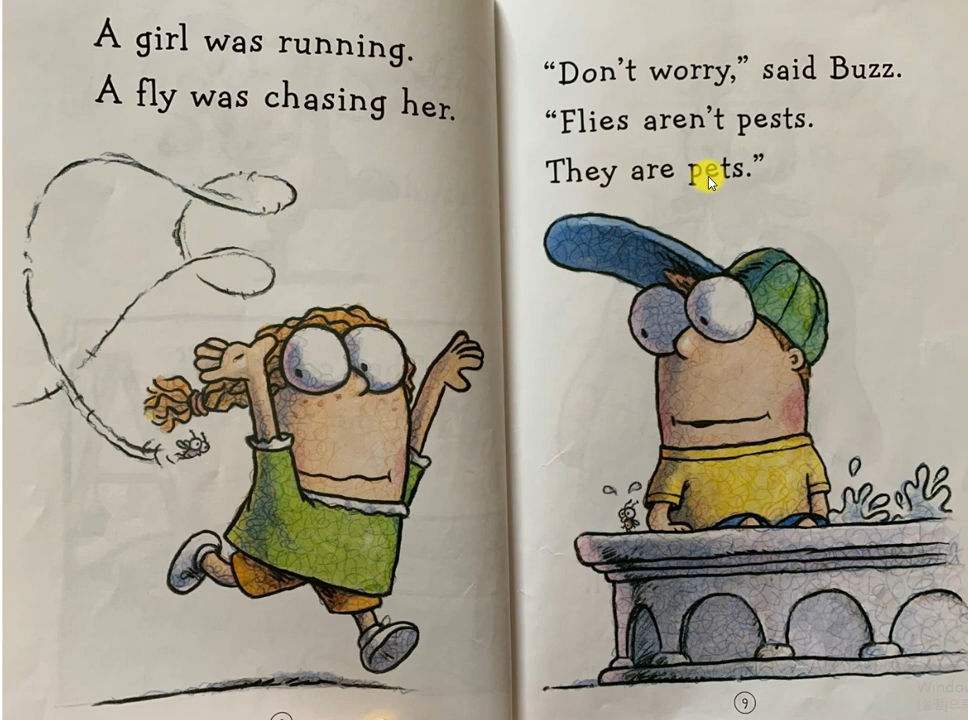 A girl was running.
A fly was chasing her.
“Don’t worry,” said Buzz.
“Flies aren’t pests.
They are pets.”
9